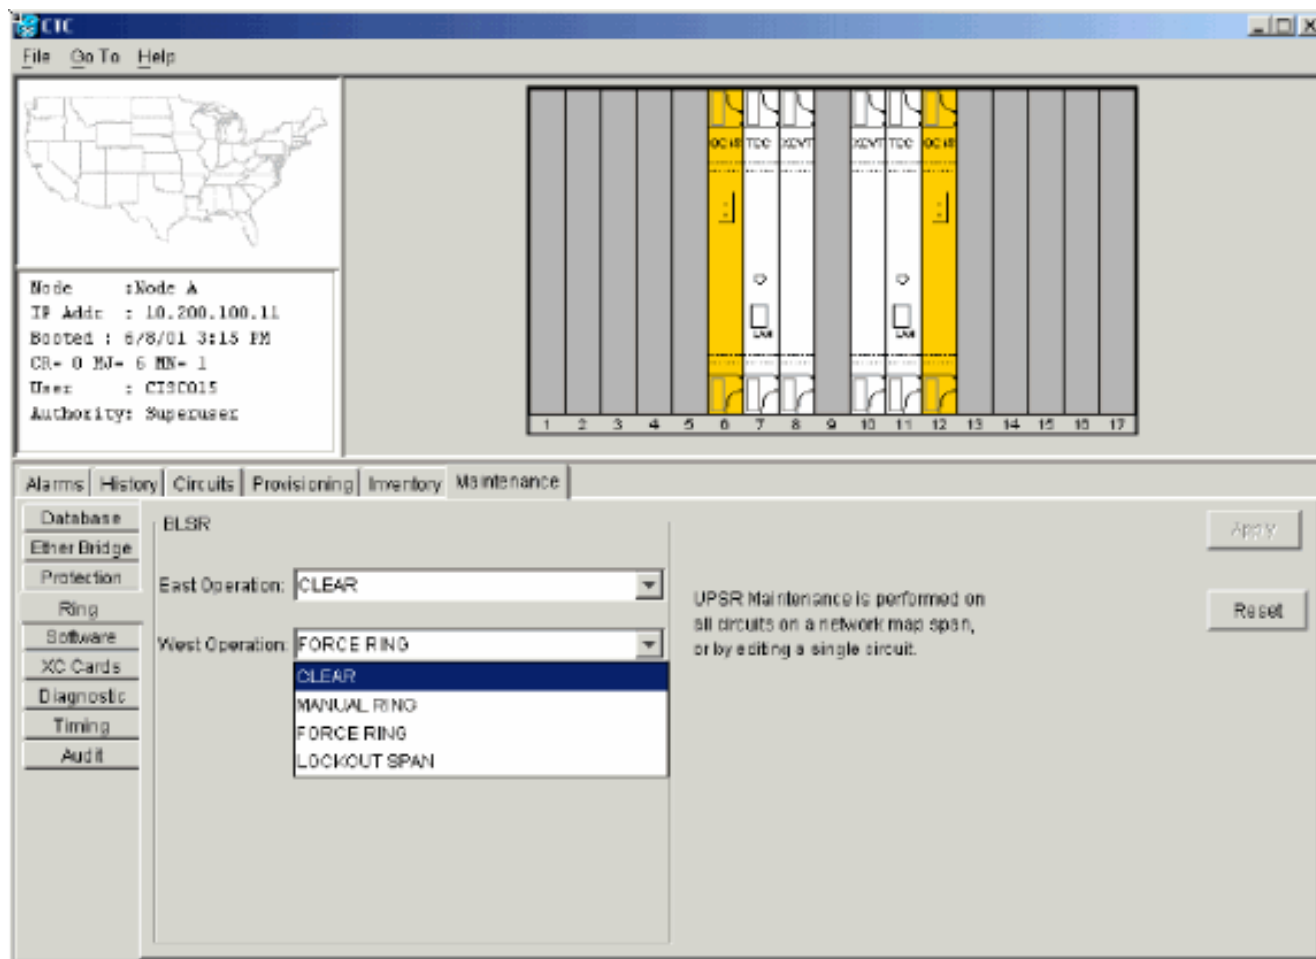 CTC
File Go To Help
Node :Node A
IP Addr : 10.200.100.11
Booted : 6/8/01 3:15 PM
CR- 0 MJ- 6 MN- 1
User : CISCO15
Authority: Superuser
OC48 TCC XCVT XCVT TCC OC48
LAN LAN
1 2 3 4 5 6 7 8 9 10 11 12 13 14 15 16 17
Alarms History Circuits Provisioning Inventory Maintenance
Database
Ether Bridge
Protection
Ring
Software
XC Cards
Diagnostic
Timing
Audit
BLSR
East Operation: CLEAR
West Operation: FORCE RING
CLEAR
MANUAL RING
FORCE RING
LOCKOUT SPAN
UPSR Maintenance is performed on
all circuits on a network map span,
or by editing a single circuit.
Apply
Reset